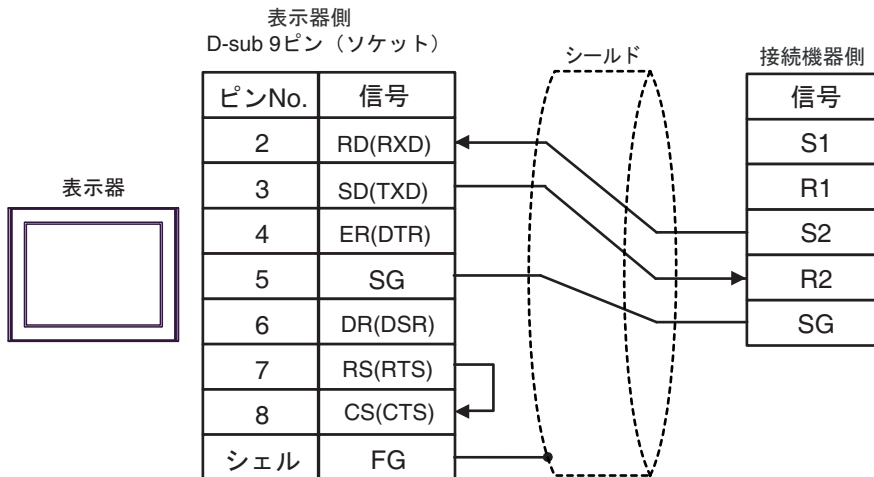 表示器側
D-sub 9ピン（ソケット）
シールド
接続機器側
ピンNo. 信号
信号
2 RD(RXD)
S1
表示器
3 SD(TXD)
R1
4 ER(DTR)
S2
5 SG
R2
6 DR(DSR)
SG
7 RS(RTS)
8 CS(CTS)
シェル FG